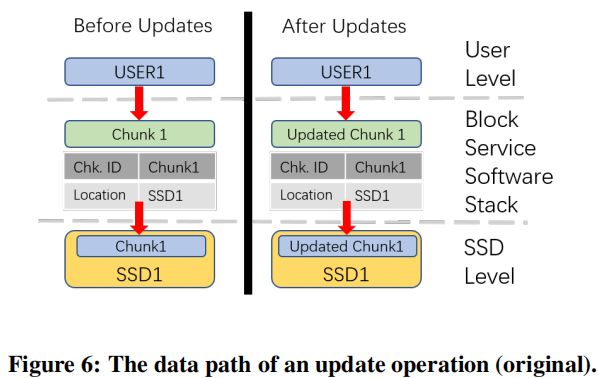 Before Updates
After Updates
USER1
USER1
User
Level
Chunk 1
Updated Chunk 1
Block
Service
Software
Stack
Chk. ID
Chunk1
Chk. ID
Chunk1
Location
SSD1
Location
SSD1
Chunk1
Updated Chunk1
SSD
Level
SSD1
SSD1
Figure 6: The data path of an update operation (original).